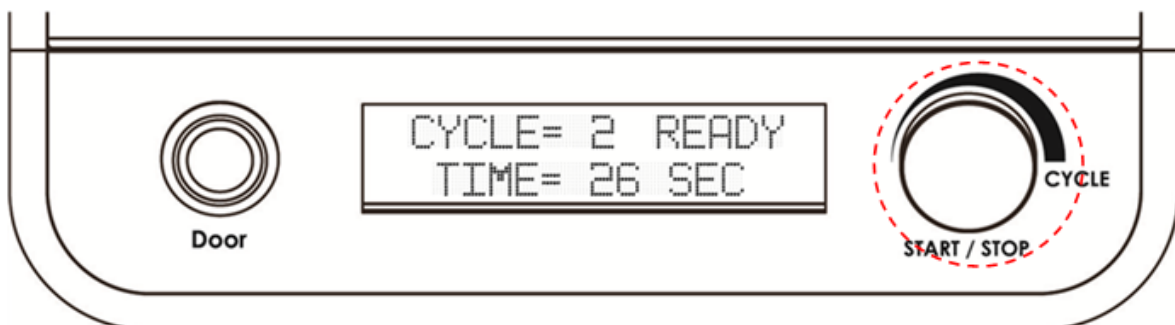 CYCLE= 2 READY
TIME= 26 SEC
CYCLE
Door
START / STOP